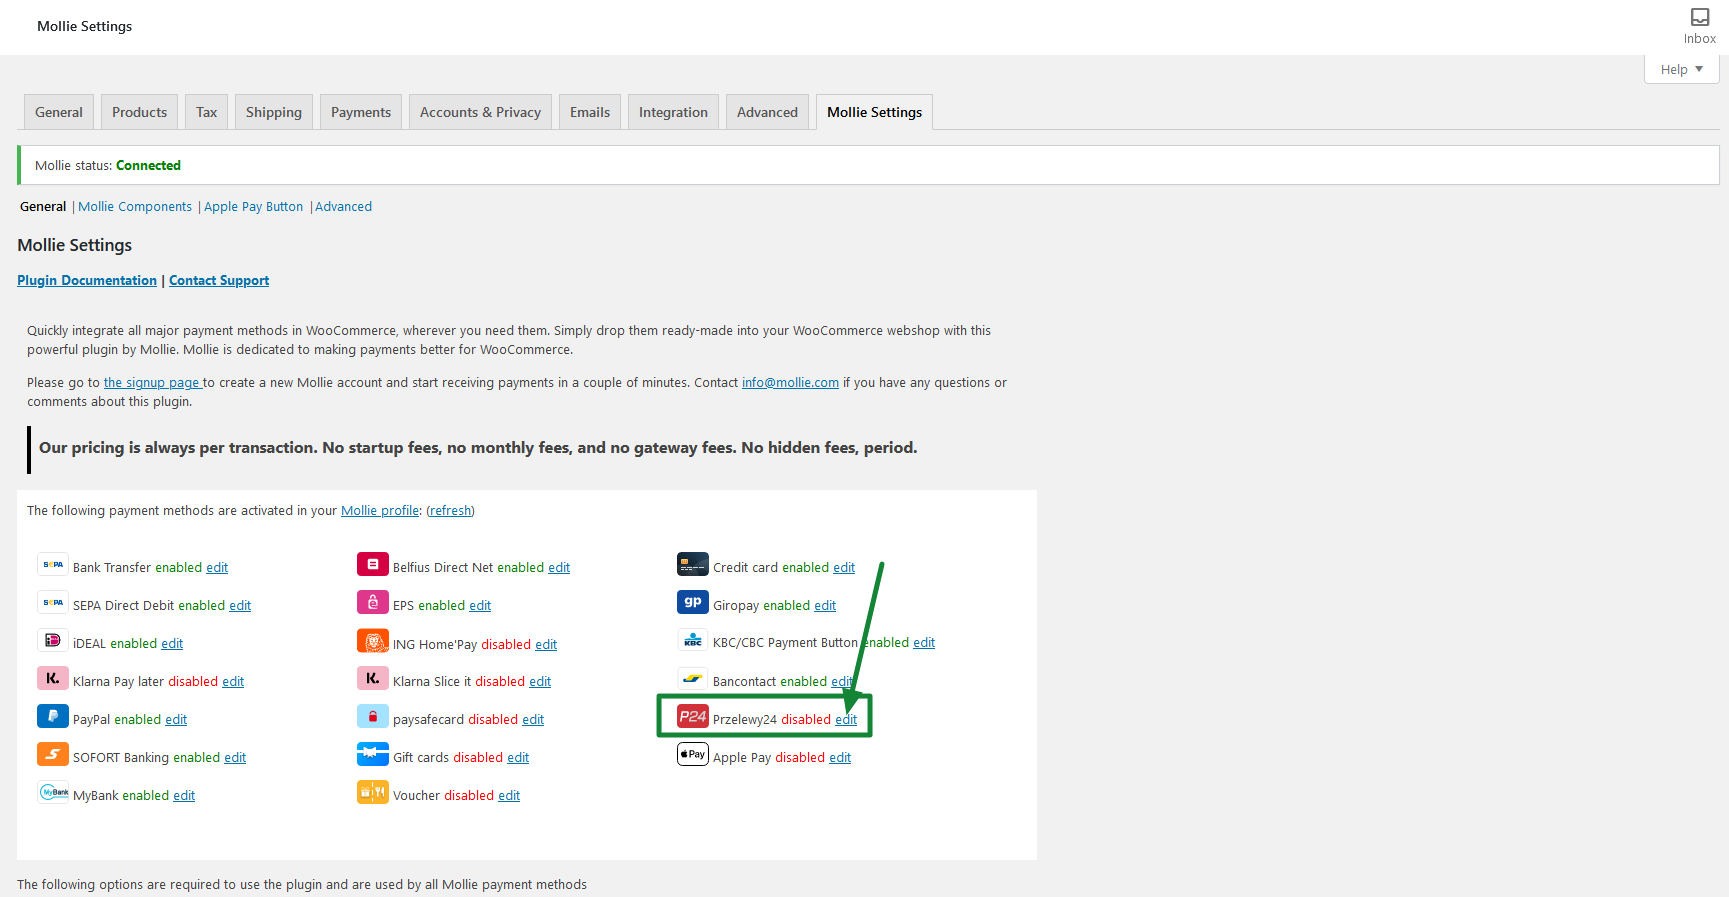 Mollie Settings
Inbox
Help ▼
General
Products
Tax
Shipping
Payments
Accounts & Privacy
Emails
Integration
Advanced
Mollie Settings
Mollie status: Connected
General | Mollie Components | Apple Pay Button | Advanced
Mollie Settings
Plugin Documentation | Contact Support
Quickly integrate all major payment methods in WooCommerce, wherever you need them. Simply drop them ready-made into your WooCommerce webshop with this
powerful plugin by Mollie. Mollie is dedicated to making payments better for WooCommerce.
Please go to the signup page to create a new Mollie account and start receiving payments in a couple of minutes. Contact info@mollie.com if you have any questions or
comments about this plugin.
Our pricing is always per transaction. No startup fees, no monthly fees, and no gateway fees. No hidden fees, period.
The following payment methods are activated in your Mollie profile: (refresh)
SEPA Bank Transfer enabled edit
Belfius Direct Net enabled edit
Credit card enabled edit
SEPA SEPA Direct Debit enabled edit
EPS enabled edit
gp Giropay enabled edit
iD iDEAL enabled edit
ING Home'Pay disabled edit
KBC KBC/CBC Payment Button enabled edit
K. Klarna Pay later disabled edit
K. Klarna Slice it disabled edit
Bancontact enabled edit
PayPal enabled edit
paysafecard disabled edit
P24 Przelewy24 disabled edit
SOFORT Banking enabled edit
Gift cards disabled edit
Pay Apple Pay disabled edit
MyBank MyBank enabled edit
Voucher disabled edit
The following options are required to use the plugin and are used by all Mollie payment methods